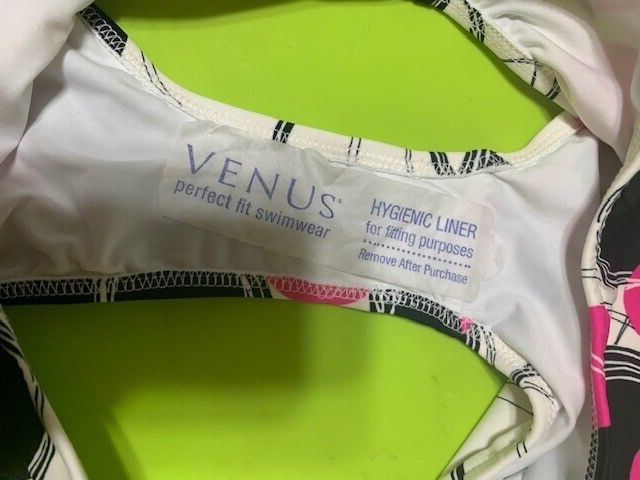 VENUS®
perfect fit swimwear
HYGIENIC LINER
for fitting purposes
Remove After Purchase